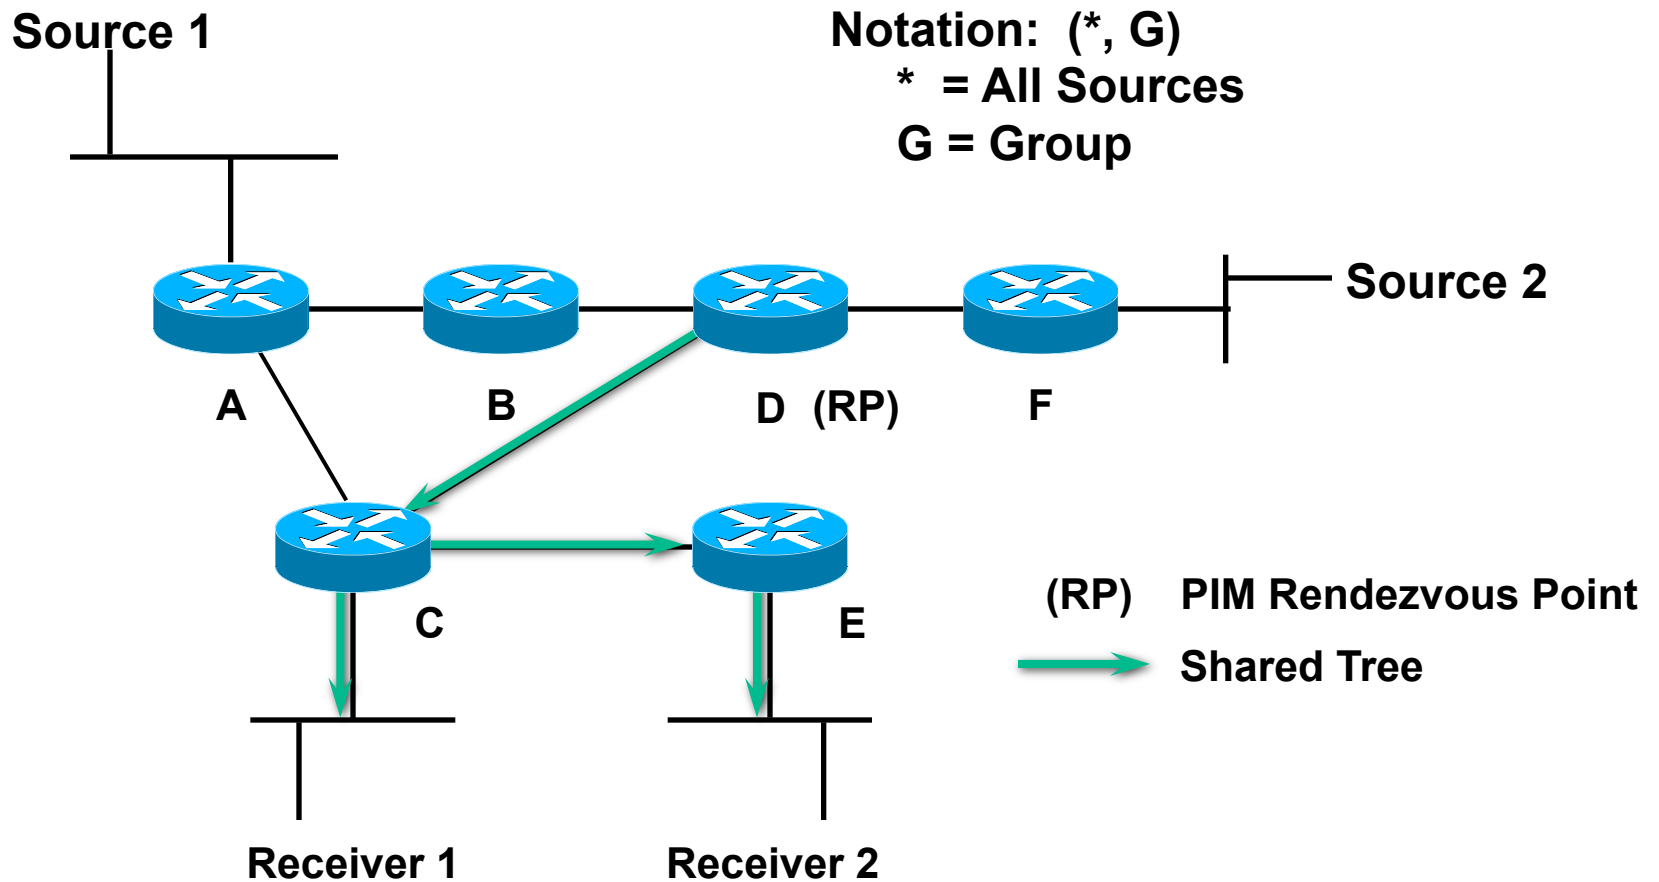 Source 1
Notation: (*, G)
* = All Sources
G = Group
Source 2
A
B
D (RP)
F
C
E
(RP) PIM Rendezvous Point
Shared Tree
Receiver 1
Receiver 2